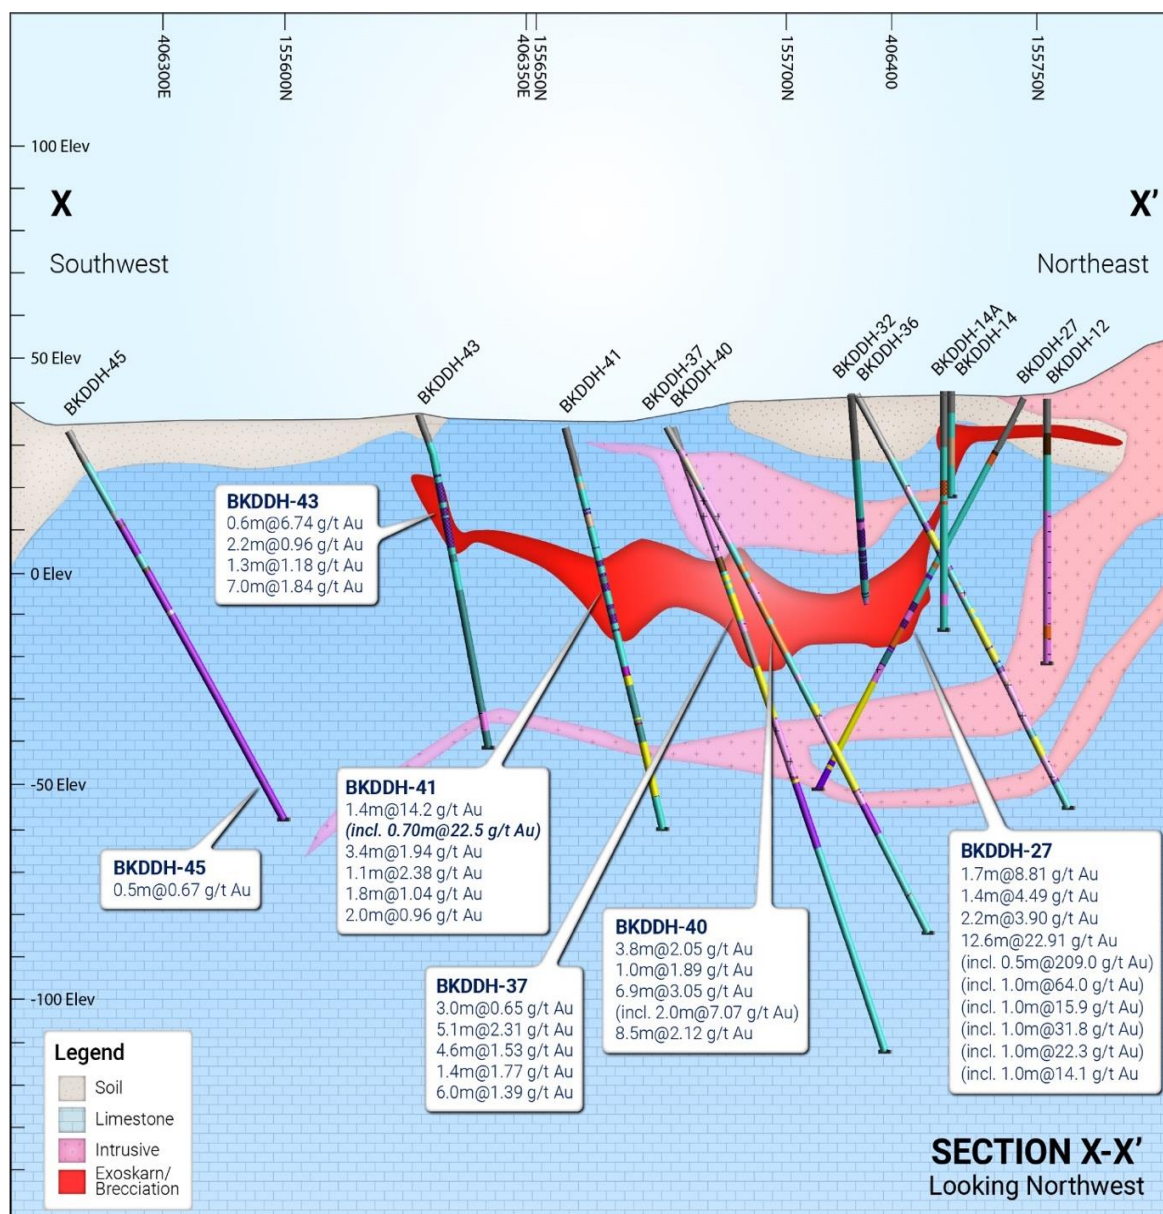 406300E
155600N
406350E
155650N
155700N
406400
155750N
100 Elev
X
X’
Southwest
Northeast
50 Elev
BKDDH-45
BKDDH-43
BKDDH-41
BKDDH-37
BKDDH-40
BKDDH-32
BKDDH-36
BKDDH-14A
BKDDH-14
BKDDH-27
BKDDH-12
BKDDH-43
0.6m@6.74 g/t Au
2.2m@0.96 g/t Au
1.3m@1.18 g/t Au
7.0m@1.84 g/t Au
0 Elev
-50 Elev
BKDDH-41
1.4m@14.2 g/t Au
(incl. 0.70m@22.5 g/t Au)
3.4m@1.94 g/t Au
1.1m@2.38 g/t Au
1.8m@1.04 g/t Au
2.0m@0.96 g/t Au
BKDDH-45
0.5m@0.67 g/t Au
BKDDH-27
1.7m@8.81 g/t Au
1.4m@4.49 g/t Au
2.2m@3.90 g/t Au
12.6m@22.91 g/t Au
(incl. 0.5m@209.0 g/t Au)
(incl. 1.0m@64.0 g/t Au)
(incl. 1.0m@15.9 g/t Au)
(incl. 1.0m@31.8 g/t Au)
(incl. 1.0m@22.3 g/t Au)
(incl. 1.0m@14.1 g/t Au
BKDDH-40
3.8m@2.05 g/t Au
1.0m@1.89 g/t Au
6.9m@3.05 g/t Au
(incl. 2.0m@7.07 g/t Au)
8.5m@2.12 g/t Au
BKDDH-37
3.0m@0.65 g/t Au
5.1m@2.31 g/t Au
4.6m@1.53 g/t Au
1.4m@1.77 g/t Au
6.0m@1.39 g/t Au
-100 Elev
Legend
Soil
Limestone
Intrusive
Exoskarn/
Brecciation
SECTION X-X’
Looking Northwest